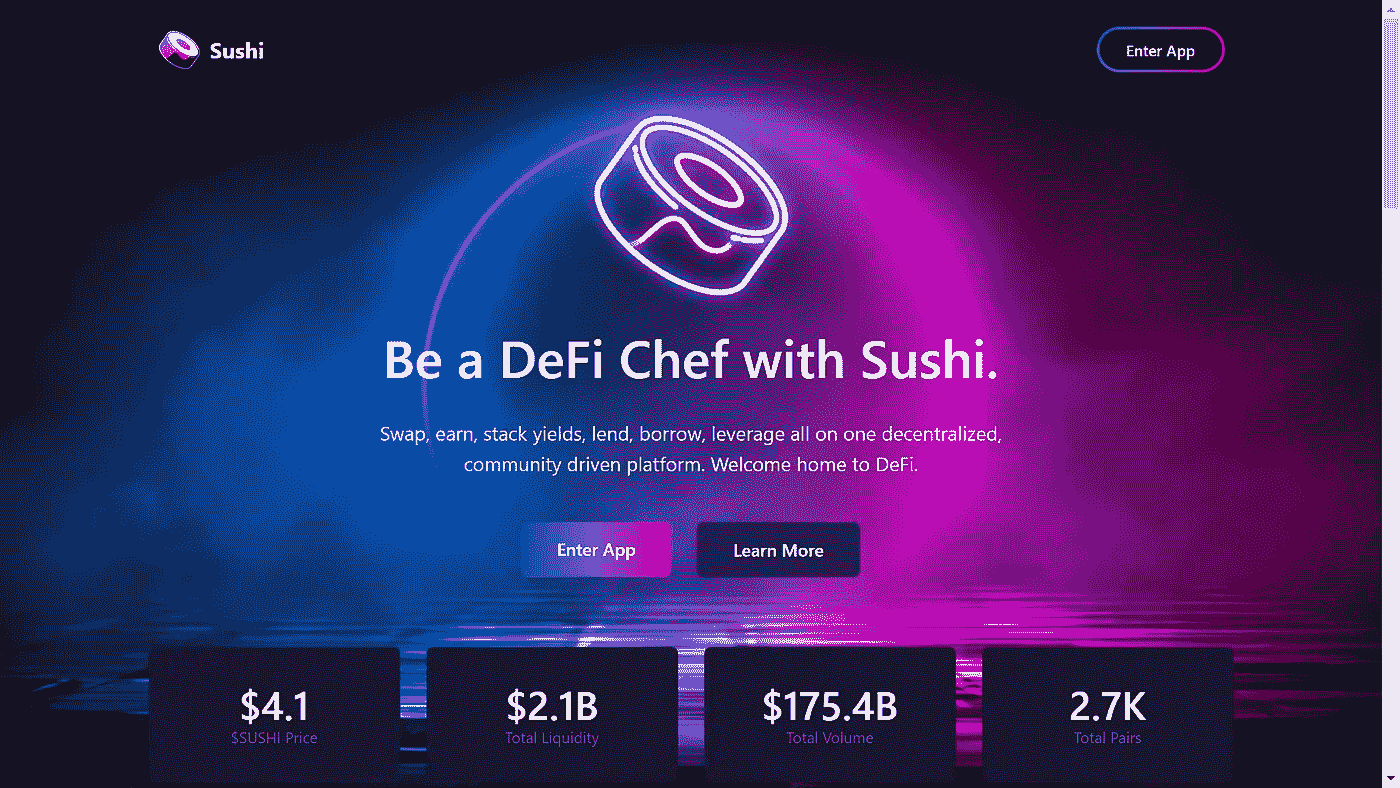 Sushi
Enter App
Be a DeFi Chef with Sushi.
Swap, earn, stack yields, lend, borrow, leverage all on one decentralized,
community driven platform. Welcome home to DeFi.
Enter App
Learn More
$4.1
$SUSHI Price
$2.1B
Total Liquidity
$175.4B
Total Volume
2.7K
Total Pairs